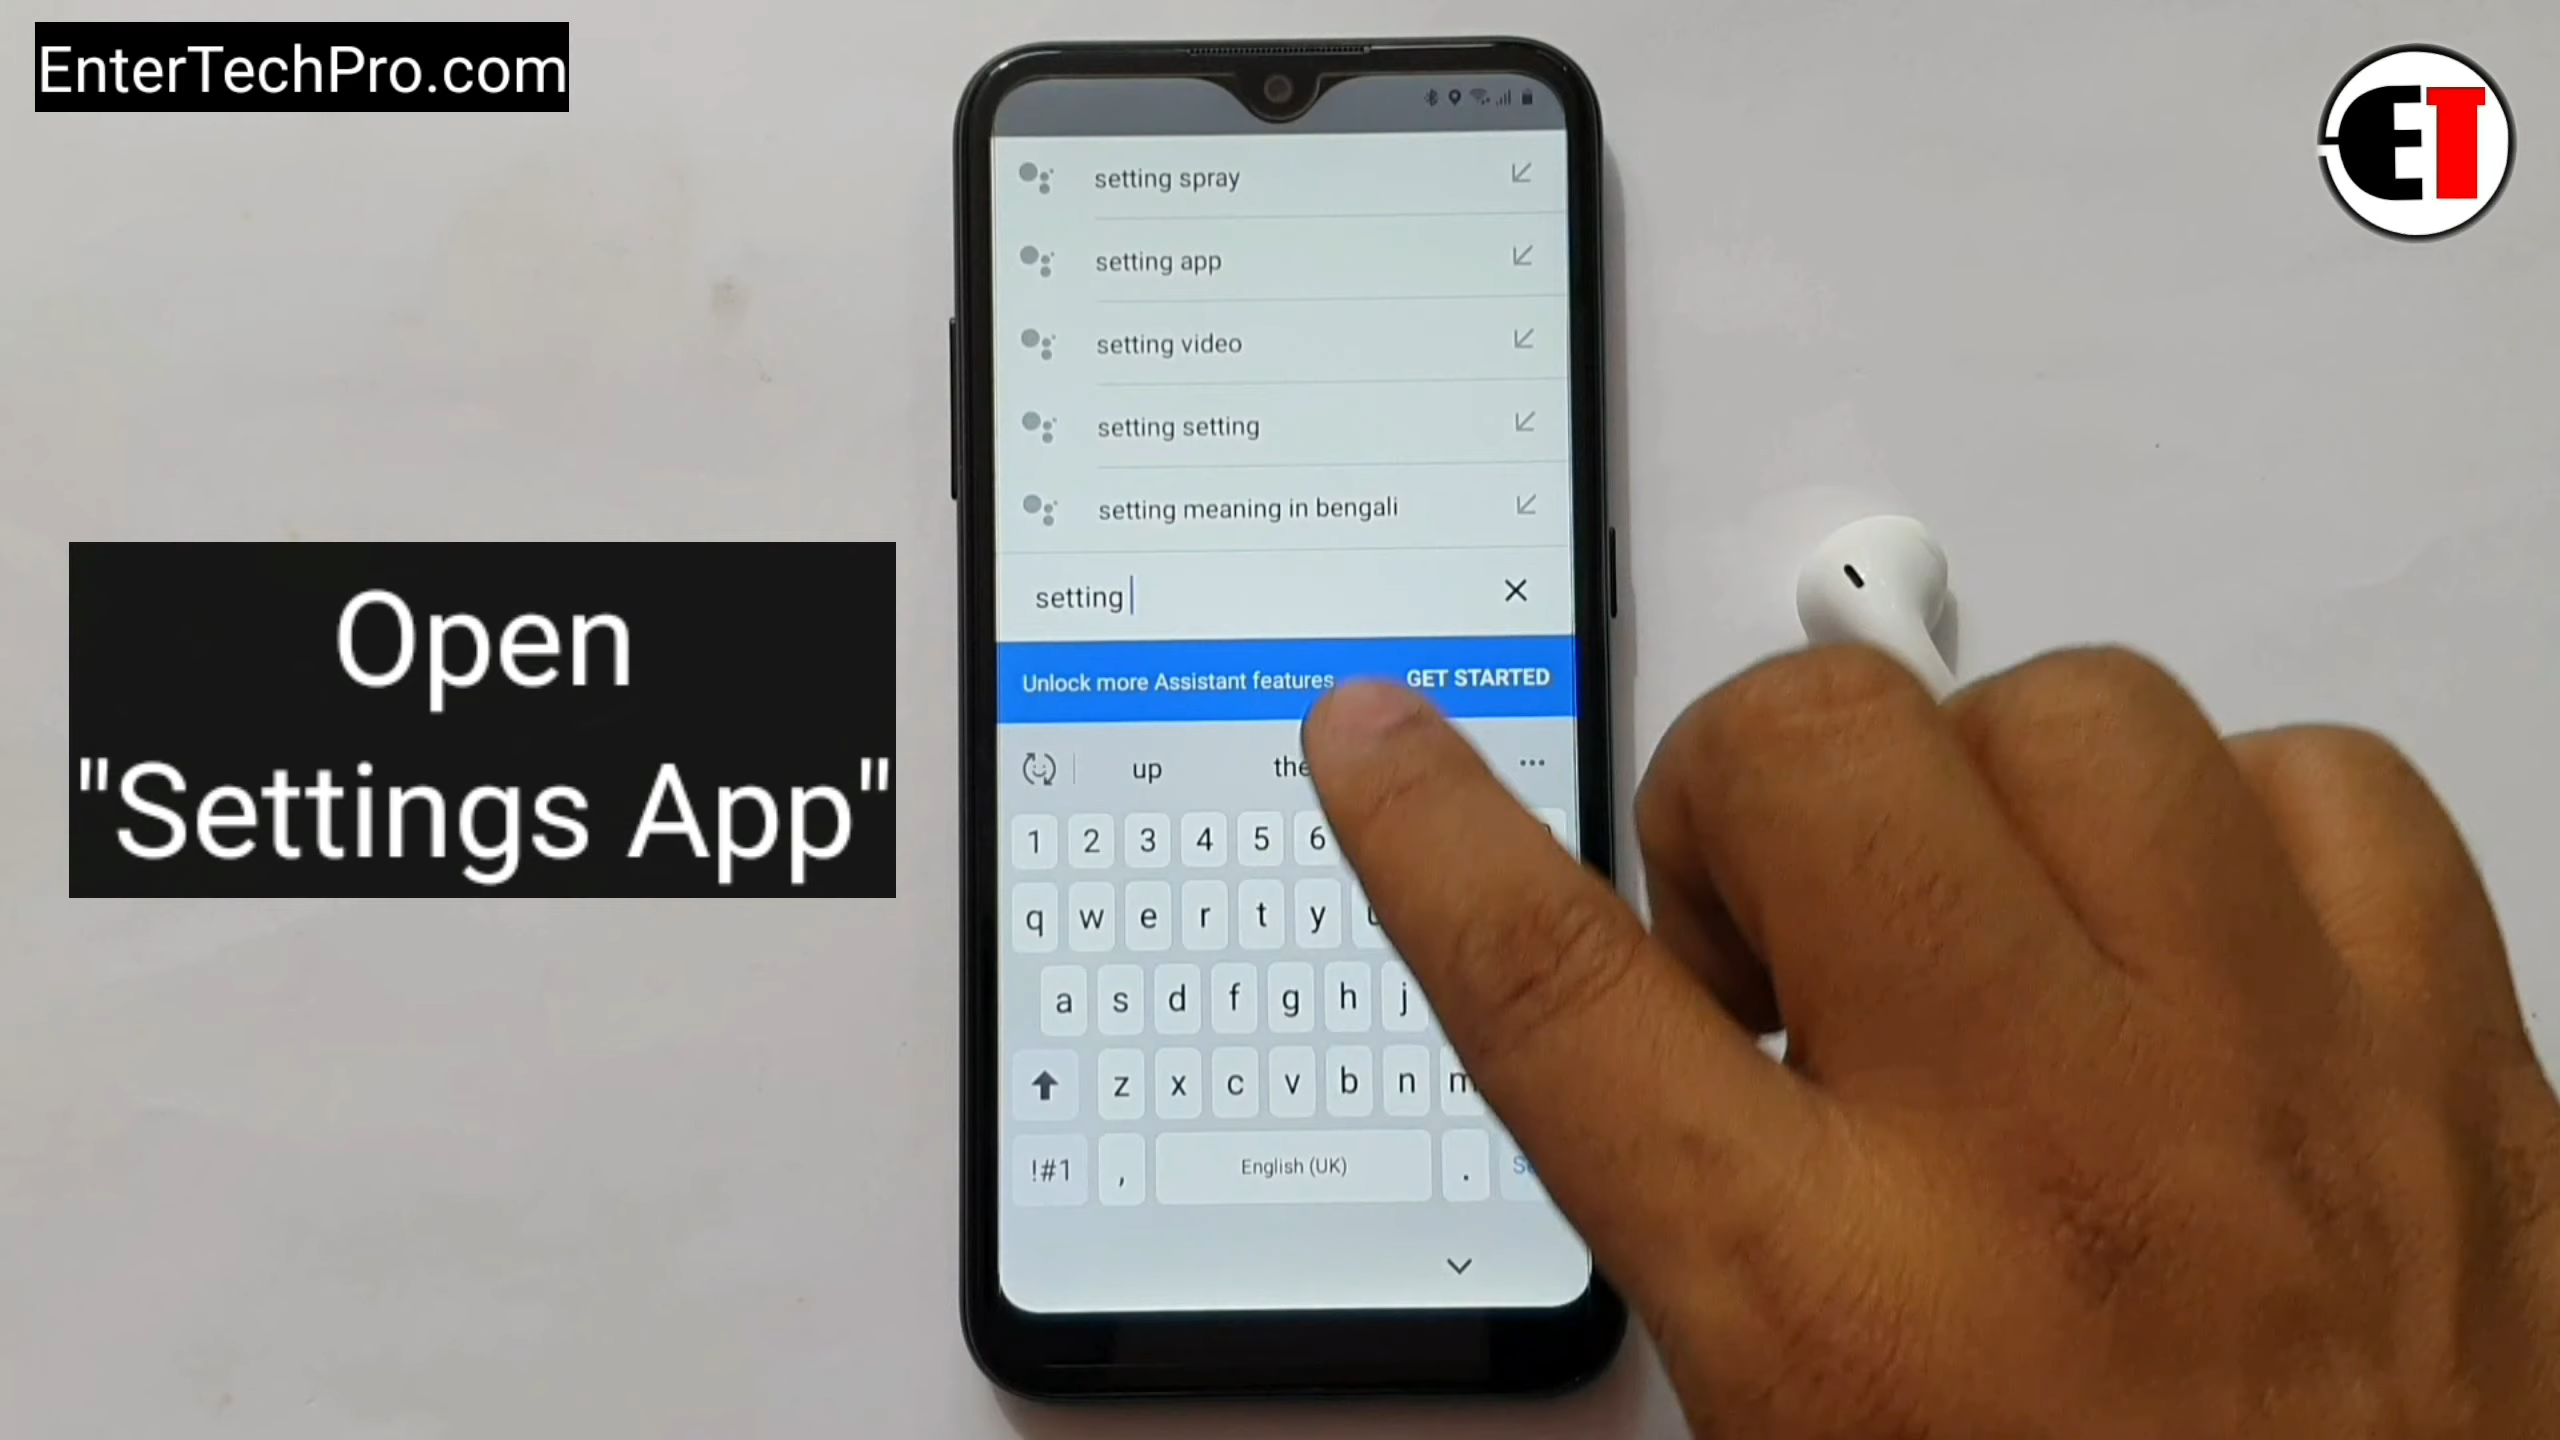 EnterTechPro.com
ET
Open
"Settings App"
setting spray
setting app
setting video
setting setting
setting meaning in bengali
setting
Unlock more Assistant features GET STARTED
up
1 2 3 4 5 6
q w e r t y
a s d f g h j
z x c v b n m
!#1 , English (UK) .